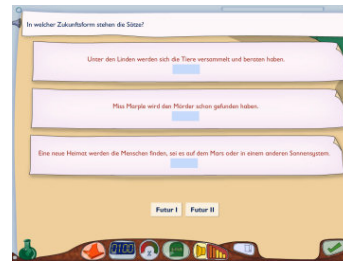 In welcher Zukunftsform stehen die Sätze?
Unter den Linden werden sich die Tiere versammelt und beraten haben.
Miss Marple wird den Mörder schon gefunden haben.
Eine neue Heimat werden die Menschen finden, sei es auf dem Mars oder in einem anderen Sonnensystem.
Futur I Futur II